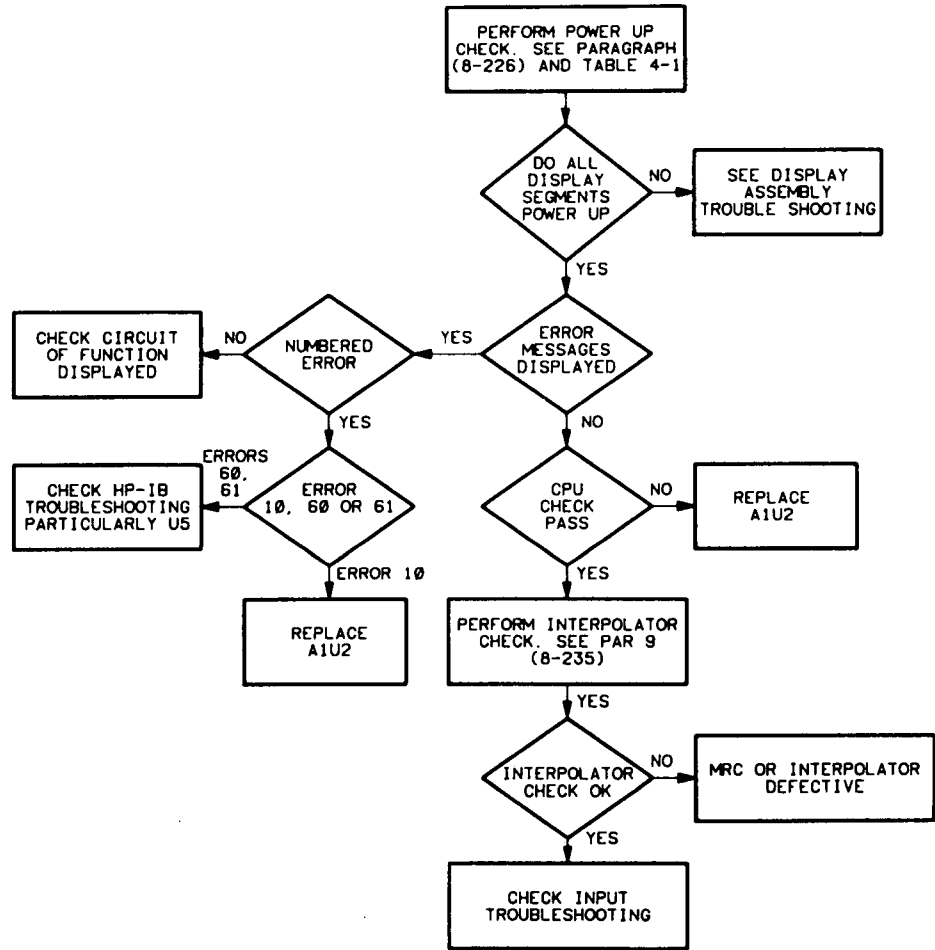 PERFORM POWER UP
CHECK. SEE PARAGRAPH
(8-226) AND TABLE 4-1
DO ALL
DISPLAY
SEGMENTS
POWER UP
NO
SEE DISPLAY
ASSEMBLY
TROUBLE SHOOTING
YES
ERROR
MESSAGES
DISPLAYED
YES
NUMBERED
ERROR
NO
CHECK CIRCUIT
OF FUNCTION
DISPLAYED
YES
ERROR
10, 60 OR 61
ERRORS
60,
61
CHECK HP-IB
TROUBLESHOOTING
PARTICULARLY U5
ERROR 10
REPLACE
A1U2
NO
CPU
CHECK
PASS
NO
REPLACE
A1U2
YES
PERFORM INTERPOLATOR
CHECK. SEE PAR 9
(8-235)
YES
INTERPOLATOR
CHECK OK
NO
MRC OR INTERPOLATOR
DEFECTIVE
YES
CHECK INPUT
TROUBLESHOOTING